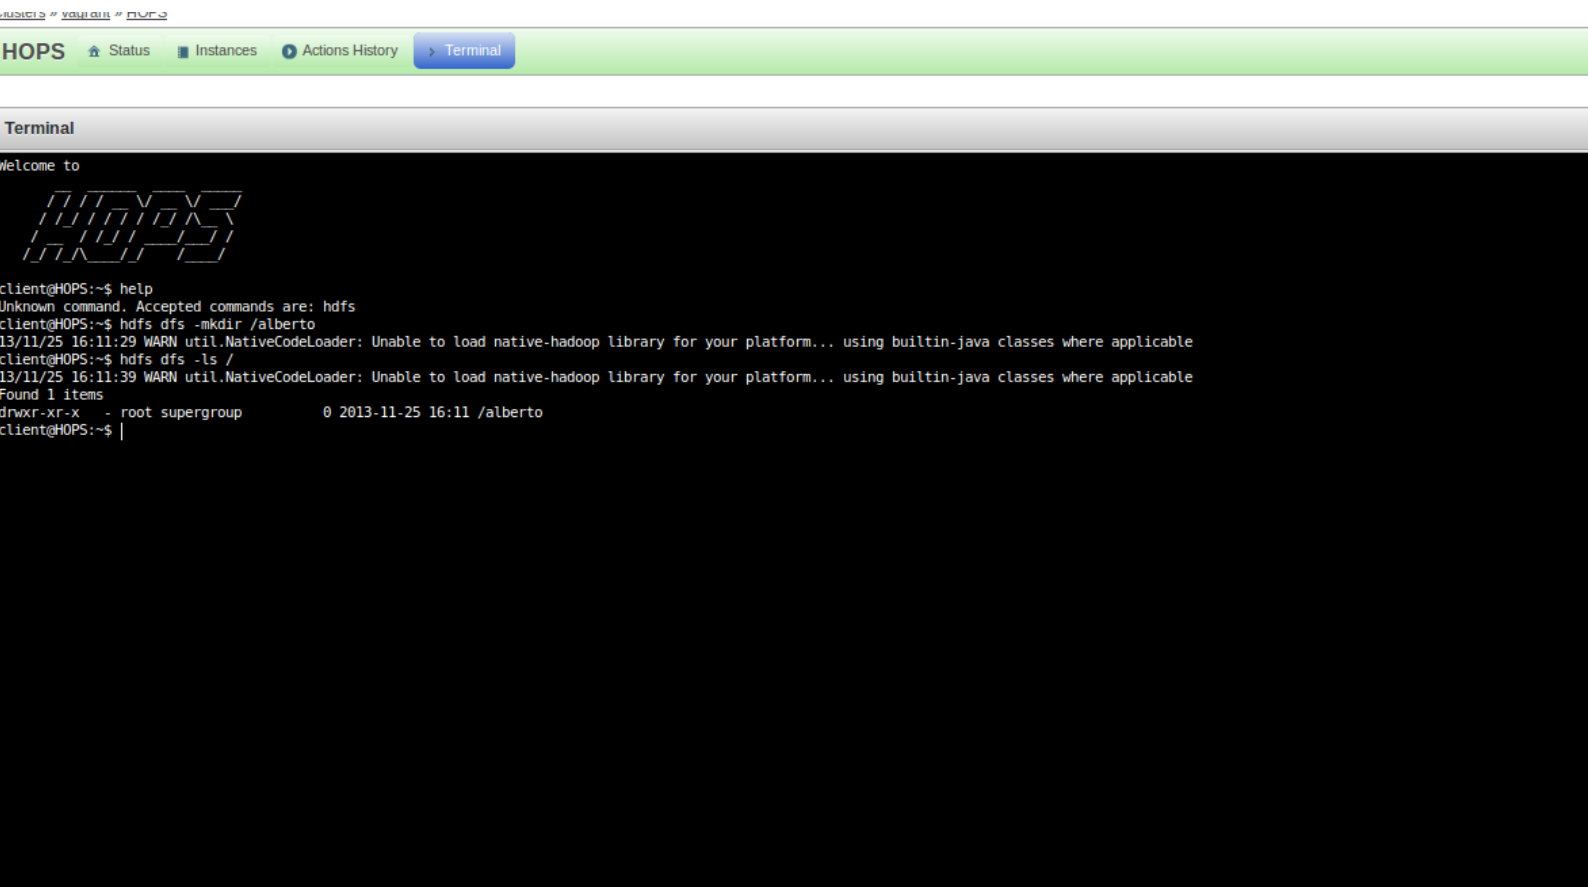 Clusters » vagrant » HOPS
HOPS Status Instances Actions History Terminal
Terminal
Welcome to
HOPS
client@HOPS:~$ help
Unknown command. Accepted commands are: hdfs
client@HOPS:~$ hdfs dfs -mkdir /alberto
13/11/25 16:11:29 WARN util.NativeCodeLoader: Unable to load native-hadoop library for your platform... using builtin-java classes where applicable
client@HOPS:~$ hdfs dfs -ls /
13/11/25 16:11:39 WARN util.NativeCodeLoader: Unable to load native-hadoop library for your platform... using builtin-java classes where applicable
Found 1 items
drwxr-xr-x   - root supergroup          0 2013-11-25 16:11 /alberto
client@HOPS:~$